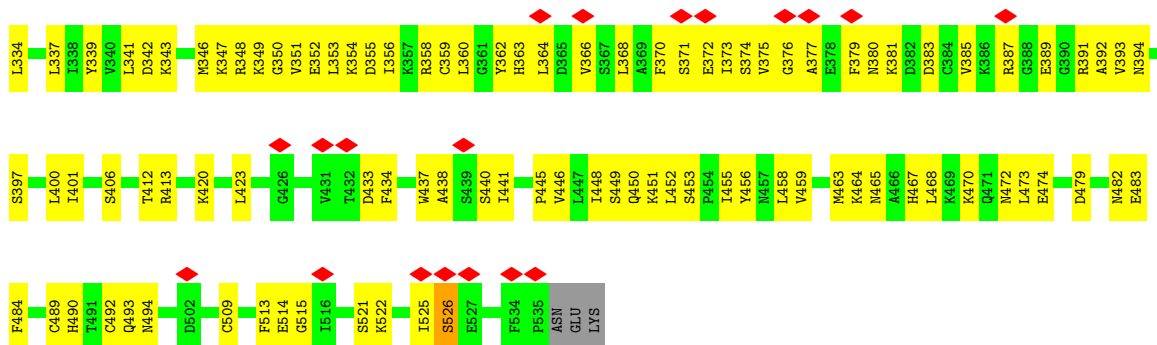 L334 L337 I338 Y339 V340 L341 D342 K343 M346 K347 R348 K349 G350 V351 E352 L353 K354 D355 I356 K357 R358 C359 L360 G361 Y362 H363 L364 D365 V366 S367 L368 A369 F370 S371 E372 I373 S374 V375 G376 A377 E378 F379 N380 K381 D382 D383 C384 V385 K386 R387 G388 E389 G390 R391 A392 V393 N394
S397 L400 I401 S406 T412 R413 K420 L423 G426 V431 T432 D433 F434 W437 A438 S439 S440 I441 P445 V446 L447 I448 S449 Q450 K451 L452 S453 P454 I455 Y456 N457 L458 V459 M463 K464 N465 A466 H467 L468 K469 K470 Q471 N472 L473 E474 D479 N482 E483
F484 C489 H490 T491 C492 Q493 N494 D502 C509 F513 E514 G515 I516 S521 K522 I525 S526 E527 F534 P535 ASN GLU LYS